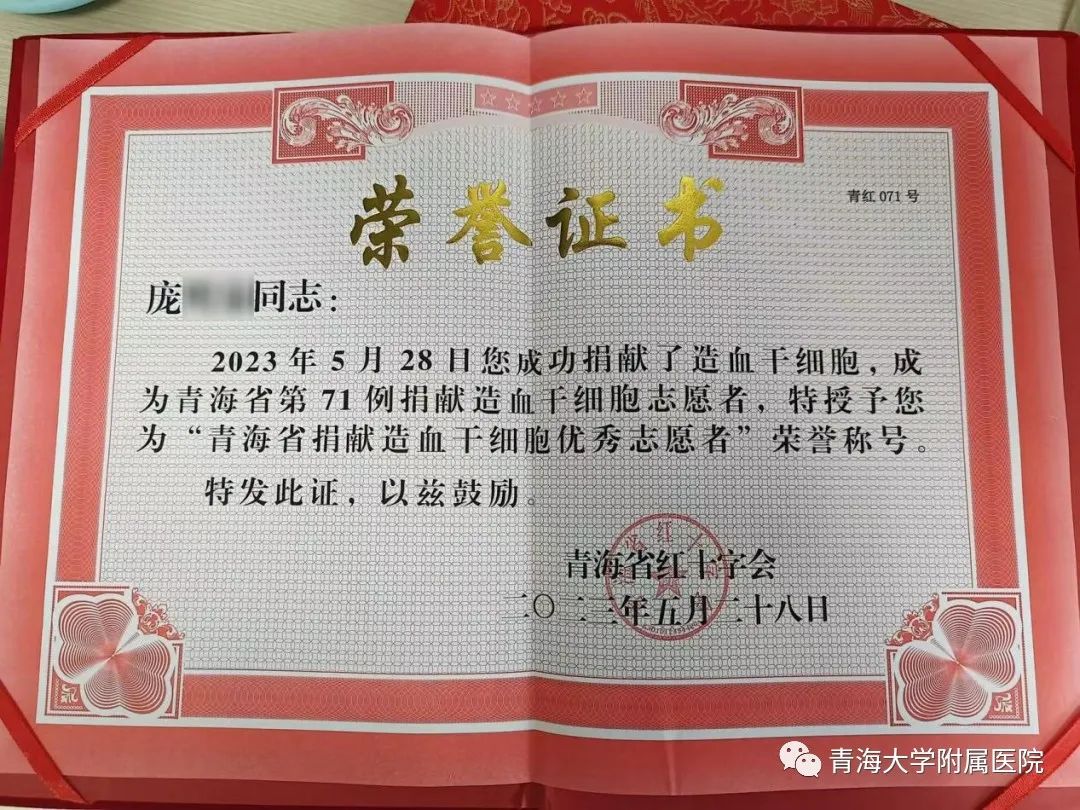 荣誉证书
青红071号
庞 同志：
2023年5月28日您成功捐献了造血干细胞，成
为青海省第71例捐献造血干细胞志愿者，特授予您
为“青海省捐献造血干细胞优秀志愿者”荣誉称号。
特发此证，以兹鼓励。
青海省红十字会
二〇二三年五月二十八日
青海大学附属医院